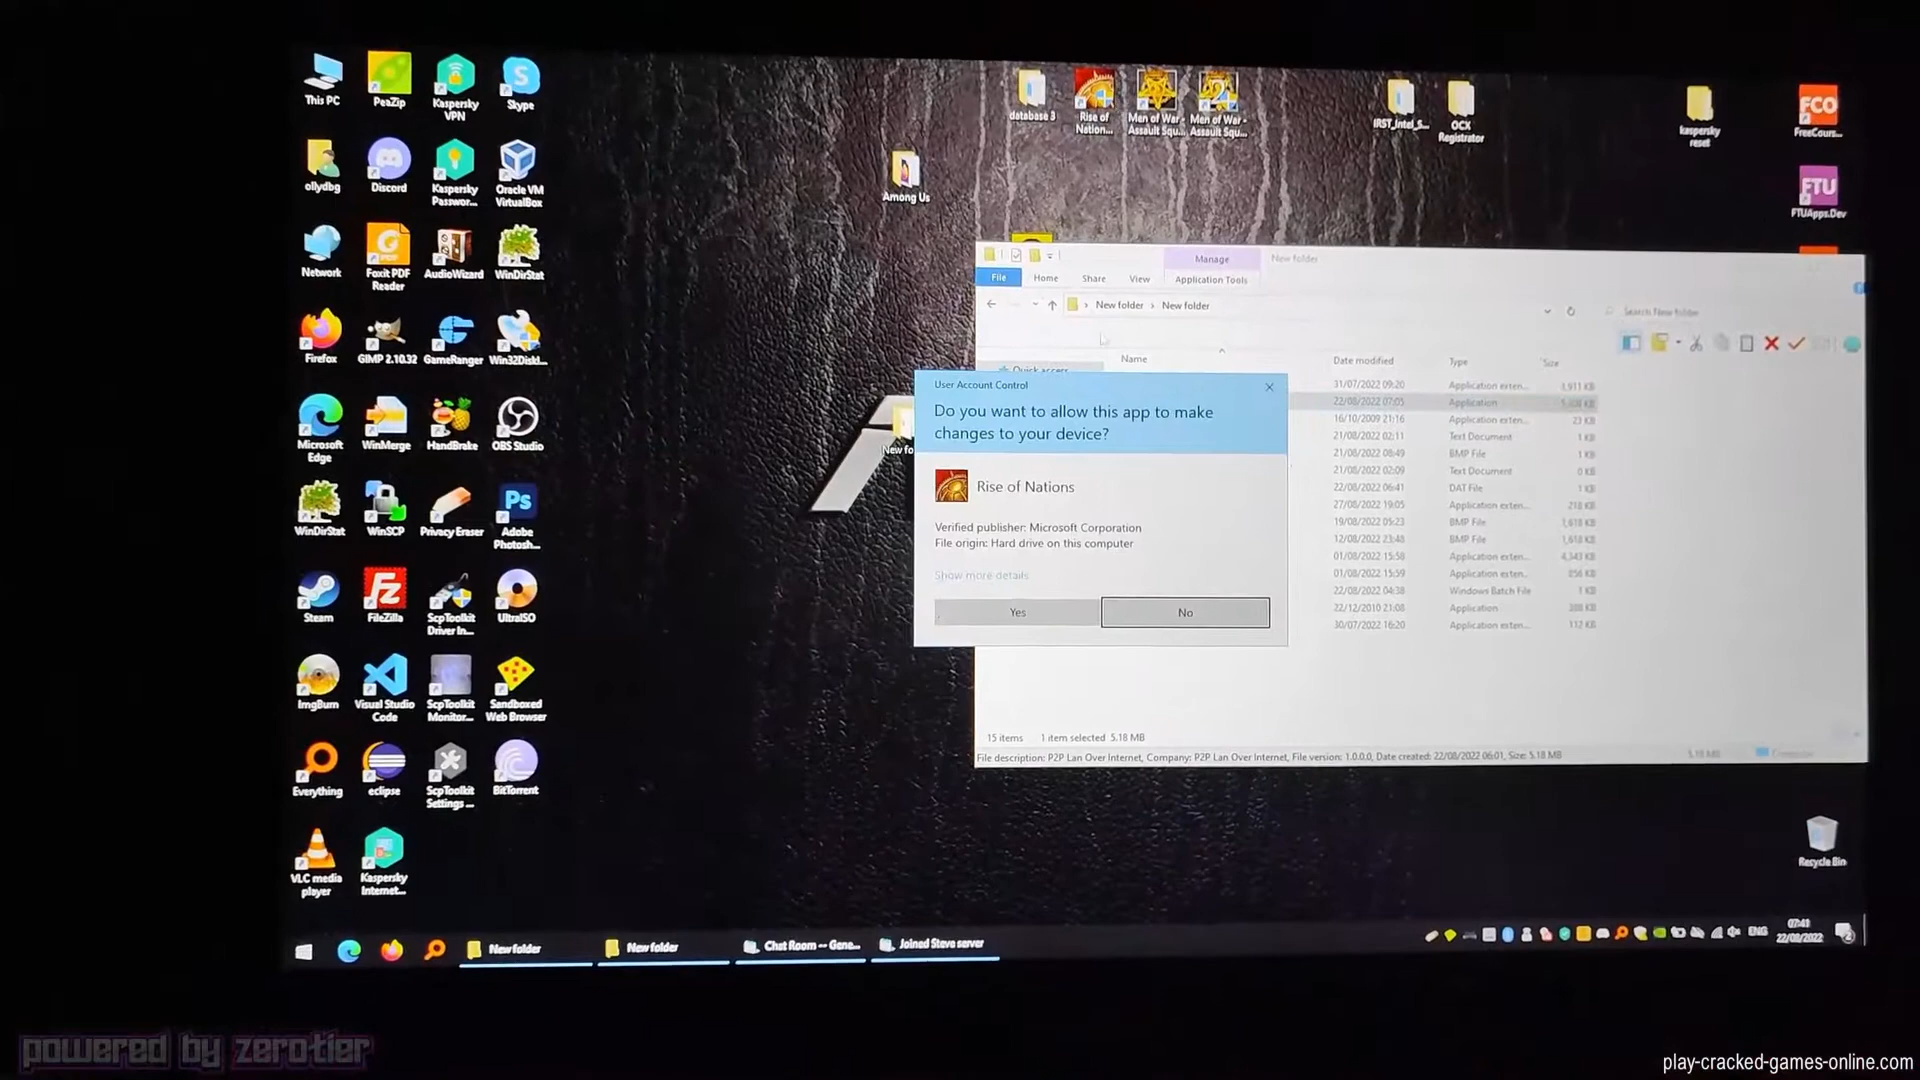 This PC
PeaZip
Kaspersky VPN
Skype
database 3
Rise of Nation...
Men of War - Assault Squ...
Men of War - Assault Squ...
IRST_Intel_S...
OCX Registrator
kaspersky reset
FCO
FreeCours...
ollydbg
Discord
Kaspersky Passwor...
Oracle VM VirtualBox
Among Us
FTU
FTUApps.Dev
Network
Foxit PDF Reader
AudioWizard
WinDirStat
Firefox
GIMP 2.10.32
GameRanger
Win32DiskI...
Microsoft Edge
WinMerge
HandBrake
OBS Studio
New fo
WinDirStat
WinSCP
Privacy Eraser
Ps
Adobe Photosh...
Steam
Fz
FileZilla
ScpToolkit Driver In...
UltraISO
ImgBurn
Visual Studio Code
ScpToolkit Monitor...
Sandboxed Web Browser
Everything
eclipse
ScpToolkit Settings ...
BitTorrent
VLC media player
Kaspersky Internet...
Recycle Bin
Manage
New folder
File
Home
Share
View
Application Tools
New folder > New folder
Search New folder
Quick access
Name
Date modified
Type
Size
31/07/2022 09:20 Application exten... 3,911 KB
22/08/2022 07:05 Application
16/10/2009 21:16 Application exten... 23 KB
21/08/2022 02:11 Text Document 1 KB
21/08/2022 08:49 BMP File 1 KB
21/08/2022 02:09 Text Document 0 KB
22/08/2022 06:41 DAT File 1 KB
27/08/2022 19:05 Application exten... 218 KB
19/08/2022 05:23 BMP File 1,618 KB
12/08/2022 23:48 BMP File 1,618 KB
01/08/2022 15:58 Application exten... 4,343 KB
01/08/2022 15:59 Application exten... 856 KB
22/08/2022 04:38 Windows Batch File 1 KB
22/12/2010 21:08 Application 388 KB
30/07/2022 16:20 Application exten... 112 KB
User Account Control
Do you want to allow this app to make
changes to your device?
Rise of Nations
Verified publisher: Microsoft Corporation
File origin: Hard drive on this computer
Show more details
Yes
No
15 items 1 item selected 5.18 MB
File description: P2P Lan Over Internet, Company: P2P Lan Over Internet, File version: 1.0.0.0, Date created: 22/08/2022 06:01, Size: 5.18 MB
5.18 MB
Computer
New folder
New folder
Chat Room -- Gene...
Joined Steve server
ENG
07:41
22/08/2022
2
powered by zerotier
play-cracked-games-online.com